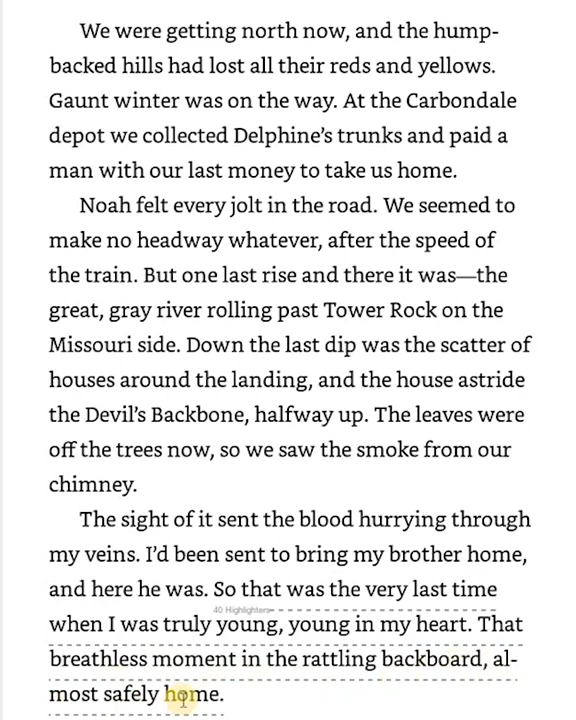 We were getting north now, and the hump-
backed hills had lost all their reds and yellows.
Gaunt winter was on the way. At the Carbondale
depot we collected Delphine’s trunks and paid a
man with our last money to take us home.
Noah felt every jolt in the road. We seemed to
make no headway whatever, after the speed of
the train. But one last rise and there it was—the
great, gray river rolling past Tower Rock on the
Missouri side. Down the last dip was the scatter of
houses around the landing, and the house astride
the Devil’s Backbone, halfway up. The leaves were
off the trees now, so we saw the smoke from our
chimney.
The sight of it sent the blood hurrying through
my veins. I’d been sent to bring my brother home,
and here he was. So that was the very last time
40 Highlighters
when I was truly young, young in my heart. That
breathless moment in the rattling backboard, al-
most safely home.